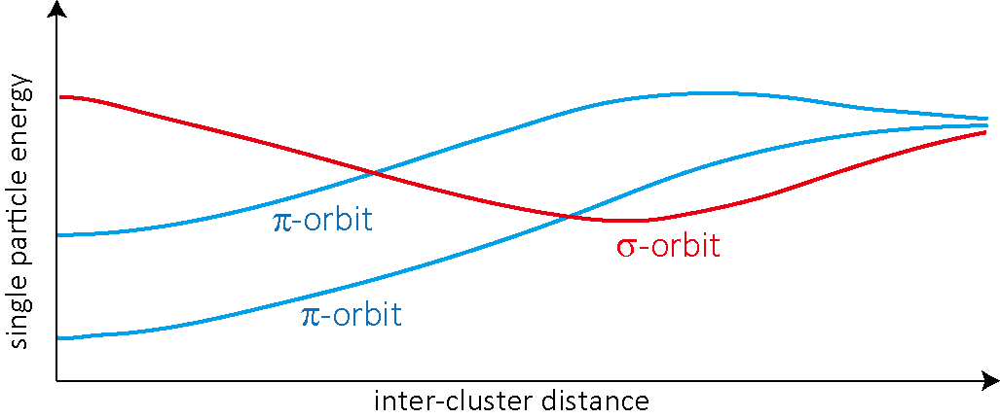 single particle energy
π-orbit
σ-orbit
π-orbit
inter-cluster distance